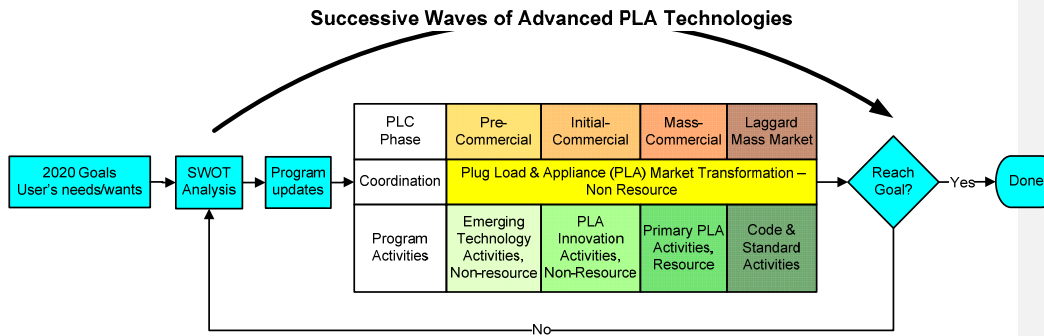 Successive Waves of Advanced PLA Technologies
2020 Goals
User's needs/wants
SWOT
Analysis
Program
updates
PLC
Phase
Pre-
Commercial
Initial-
Commercial
Mass-
Commercial
Laggard
Mass Market
Coordination
Plug Load & Appliance (PLA) Market Transformation –
Non Resource
Program
Activities
Emerging
Technology
Activities,
Non-resource
PLA
Innovation
Activities,
Non-Resource
Primary PLA
Activities,
Resource
Code &
Standard
Activities
Reach
Goal?
Yes
Done
No